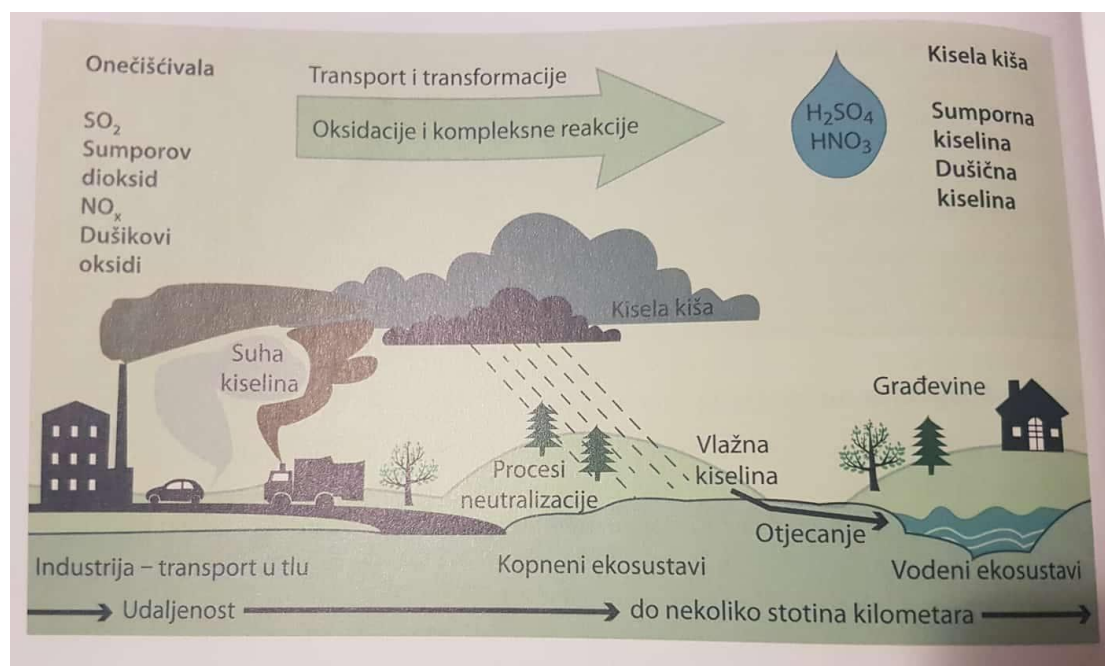 Onečišćivala
SO₂
Sumporov
dioksid
NOₓ
Dušikovi
oksidi
Transport i transformacije
Oksidacije i kompleksne reakcije
H₂SO₄
HNO₃
Kisela kiša
Sumporna
kiselina
Dušična
kiselina
Kisela kiša
Suha
kiselina
Građevine
Vlažna
kiselina
Procesi
neutralizacije
Otjecanje
Industrija – transport u tlu
Kopneni ekosustavi
Vodeni ekosustavi
Udaljenost
do nekoliko stotina kilometara